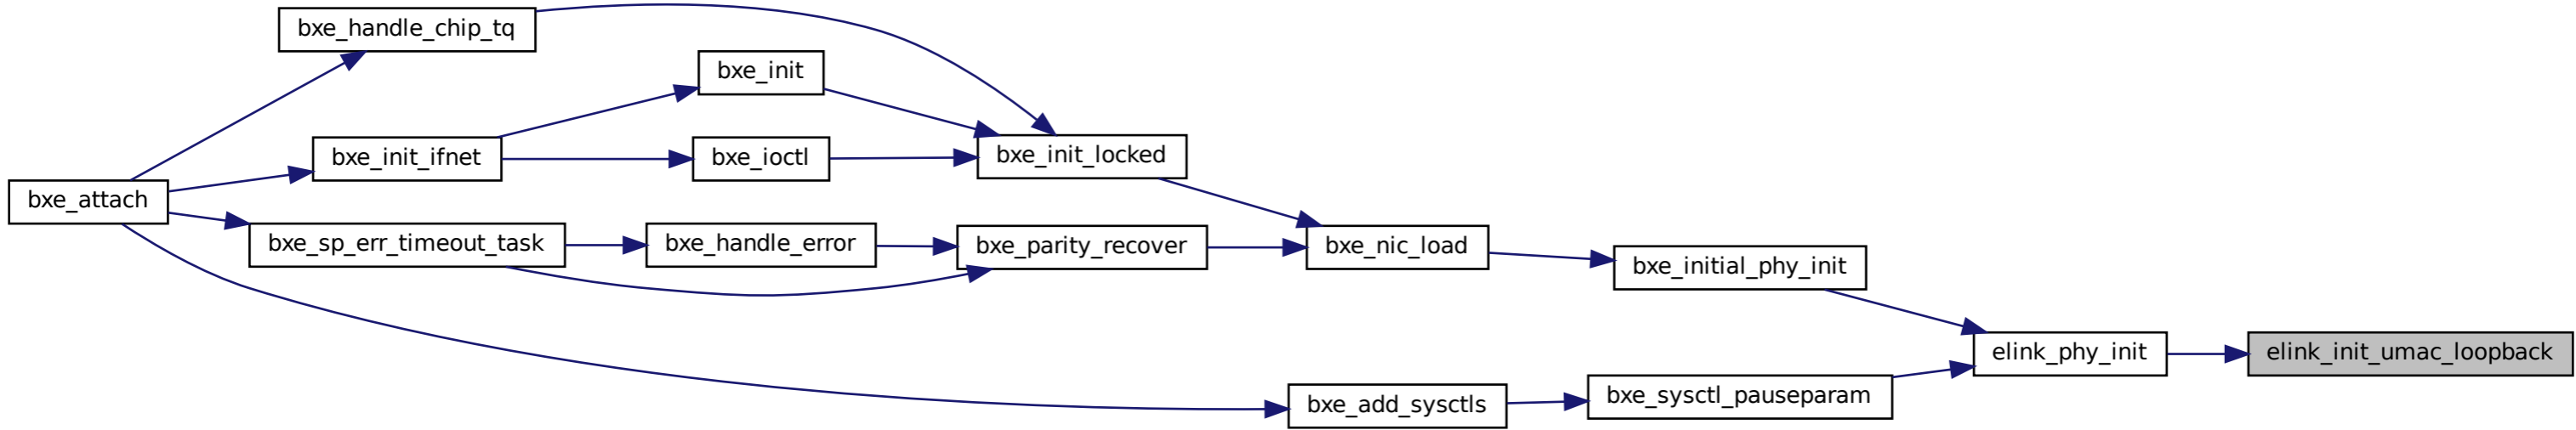 bxe_handle_chip_tq
bxe_init
bxe_init_ifnet
bxe_ioctl
bxe_init_locked
bxe_attach
bxe_sp_err_timeout_task
bxe_handle_error
bxe_parity_recover
bxe_nic_load
bxe_initial_phy_init
elink_phy_init
elink_init_umac_loopback
bxe_add_sysctls
bxe_sysctl_pauseparam